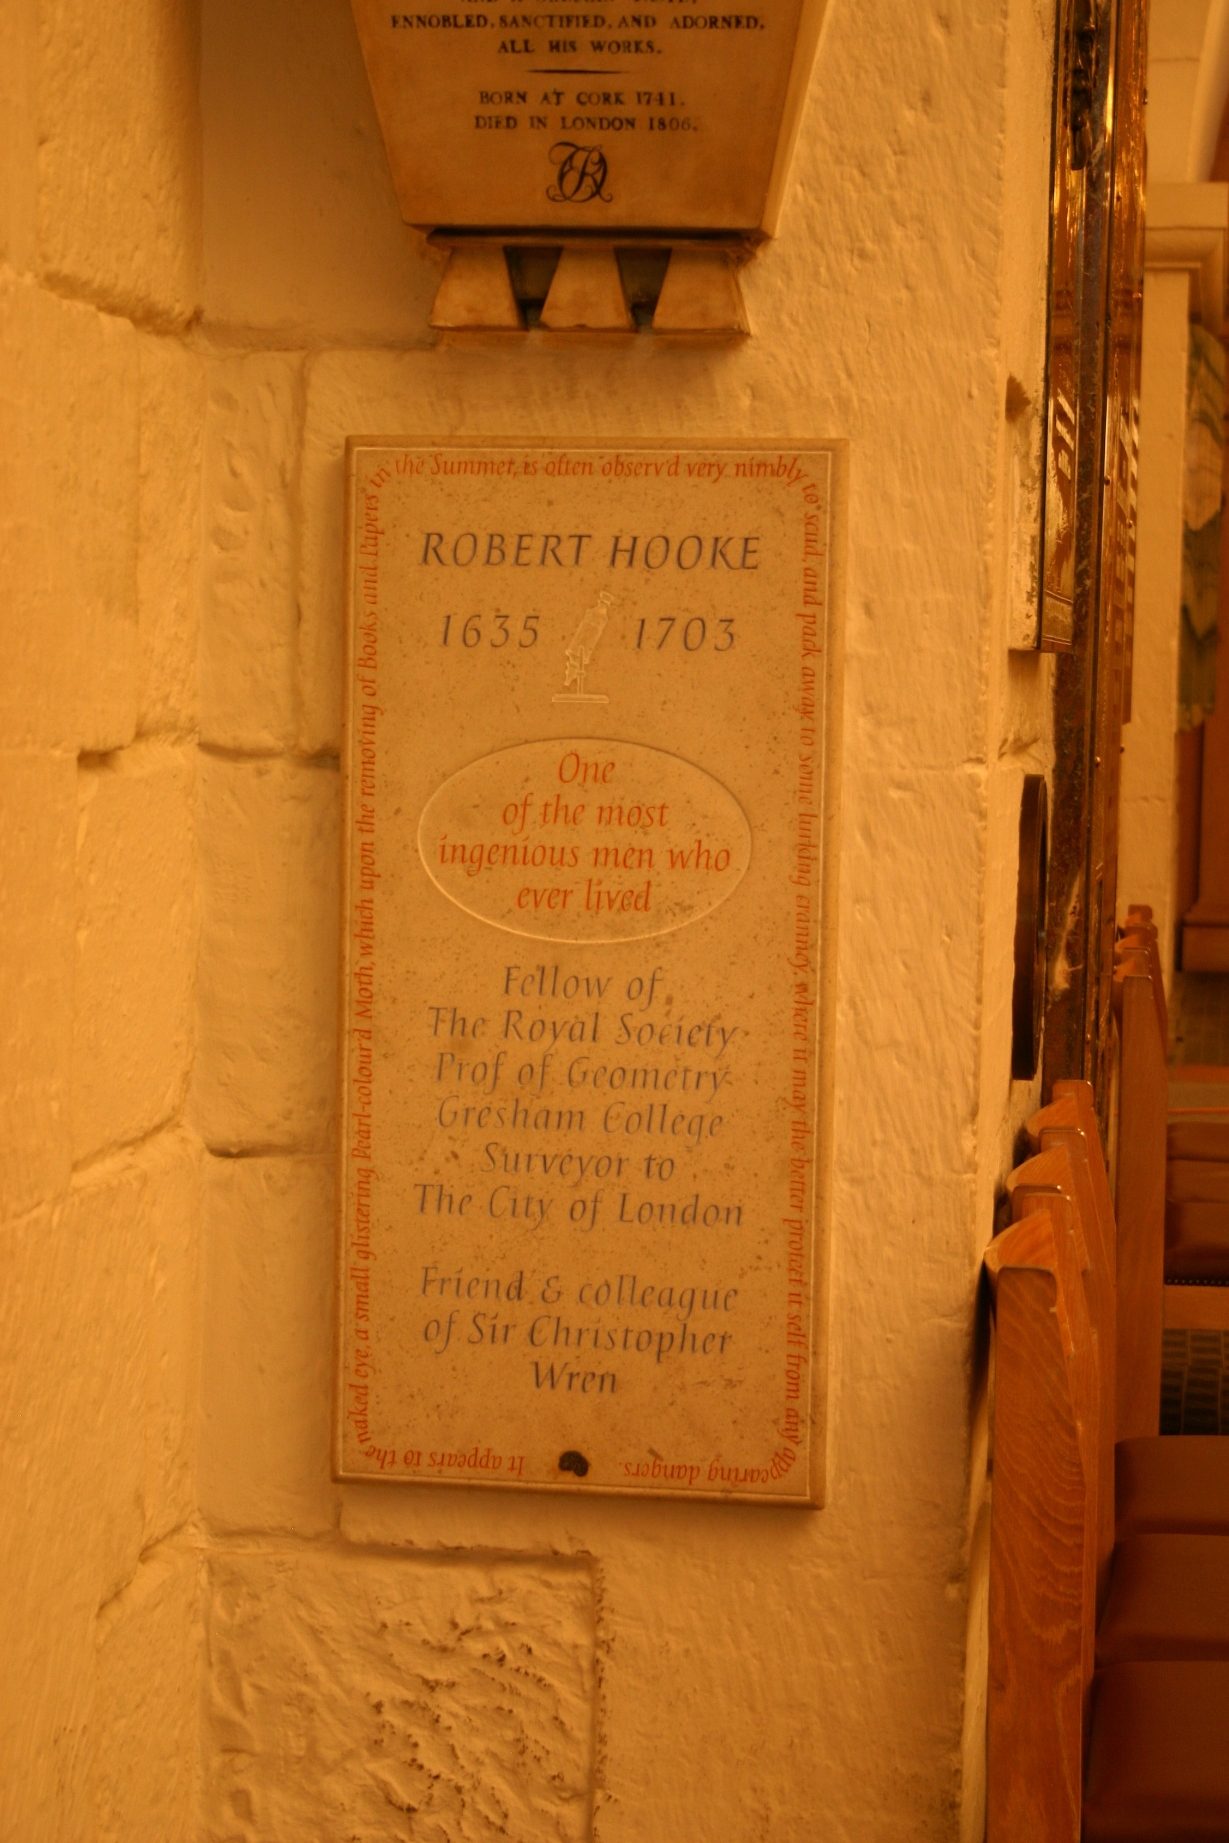 ENNOBLED, SANCTIFIED, AND ADORNED,
ALL HIS WORKS.
BORN AT CORK 1741.
DIED IN LONDON 1806.
ROBERT HOOKE
1635 1703
One
of the most
ingenious men who
ever lived
Fellow of
The Royal Society
Prof of Geometry
Gresham College
Surveyor to
The City of London
Friend & colleague
of Sir Christopher
Wren
It appears to the
naked eye, a small glistering Pearl-colour'd Moth, which upon the removing of Books and Papers in
the Summer, is often observ'd very nimbly
to scud, and pack away to some lurking cranney, where it may the better protect it self from any
appearing dangers.